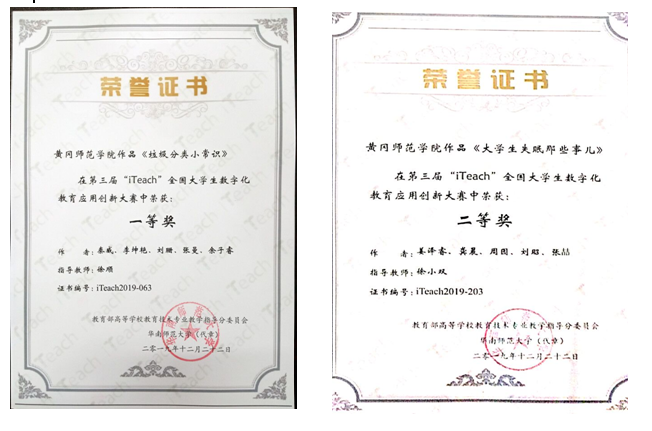 荣誉证书
黄冈师范学院作品《垃圾分类小常识》
在第三届“iTeach”全国大学生数字化
教育应用创新大赛中荣获：
一等奖
作 者：秦威、李坤艳、刘珊、张曼、余子睿
指导教师：徐顺
证书编号：iTeach2019-063
教育部高等学校教育技术专业教学指导分委员会
华南师范大学（代章）
二零一九年十二月二十二日
荣誉证书
黄冈师范学院作品《大学生失眠那些事儿》
在第三届“iTeach”全国大学生数字化
教育应用创新大赛中荣获：
二等奖
作 者：姜泽睿、龚晨、周园、刘昭、张喆
指导教师：徐小双
证书编号：iTeach2019-203
教育部高等学校教育技术专业教学指导分委员会
华南师范大学（代章）
二零一九年十二月二十二日